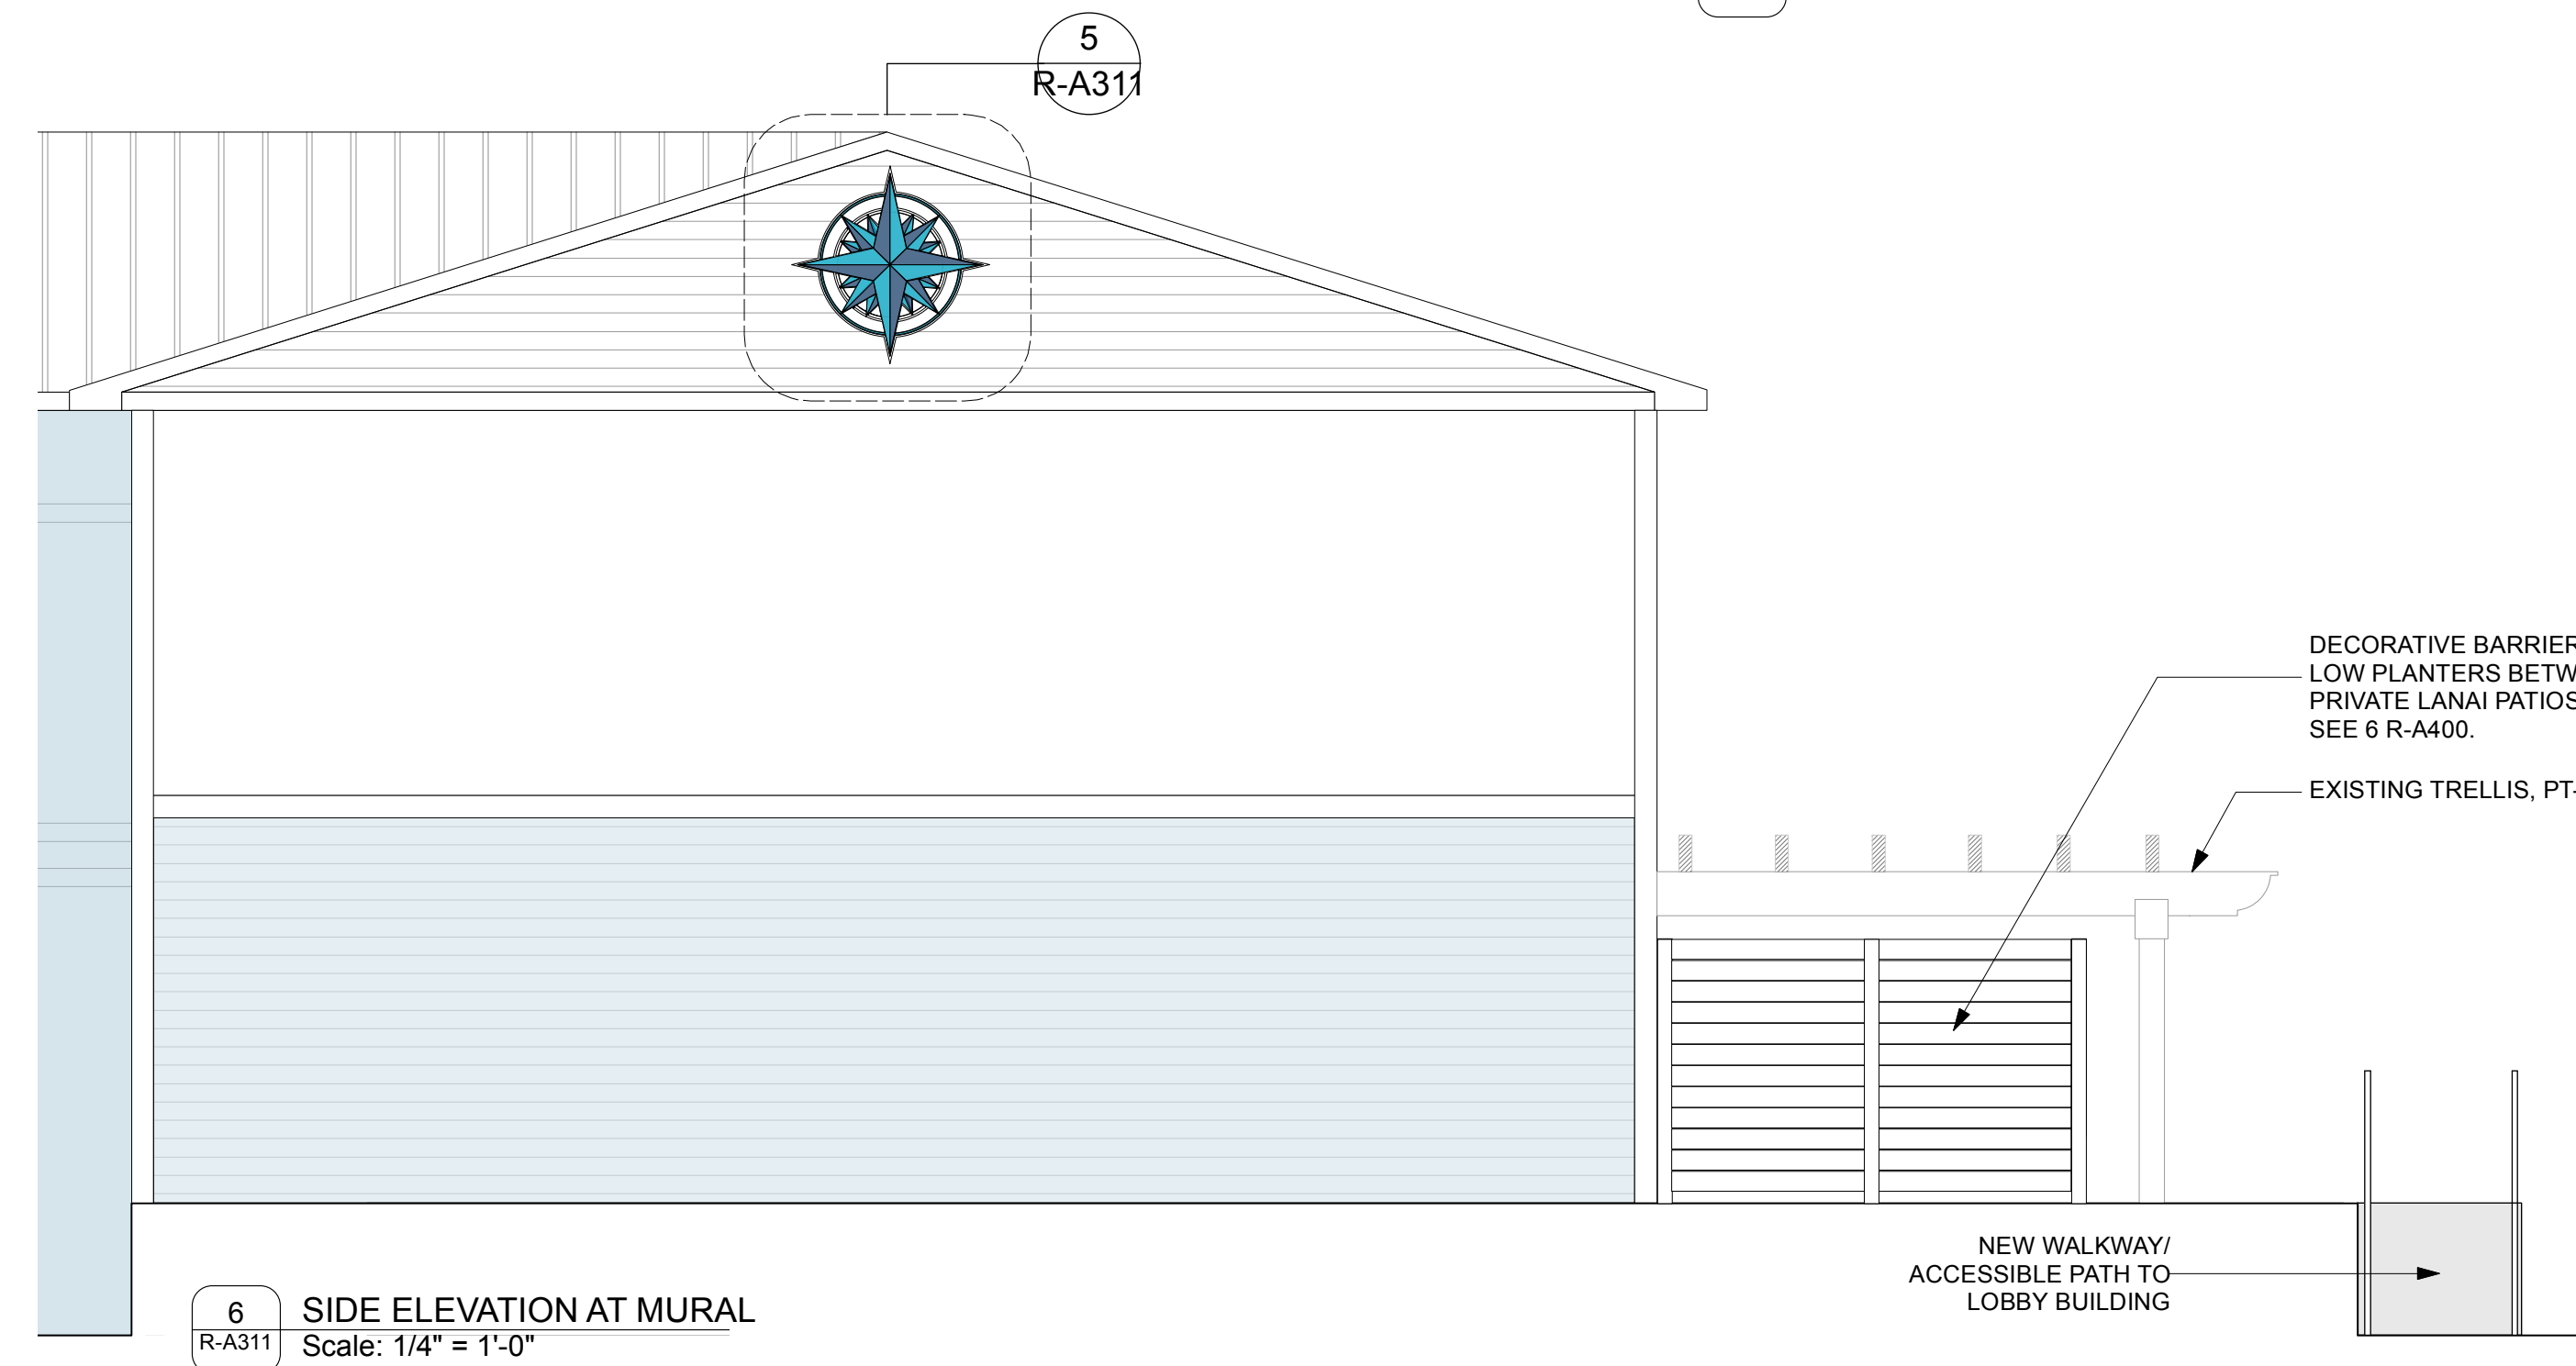 5
R-A311
DECORATIVE BARRIER
LOW PLANTERS BETW
PRIVATE LANAI PATIOS
SEE 6 R-A400.
EXISTING TRELLIS, PT-
NEW WALKWAY/
ACCESSIBLE PATH TO
LOBBY BUILDING
6
R-A311
SIDE ELEVATION AT MURAL
Scale: 1/4" = 1'-0"